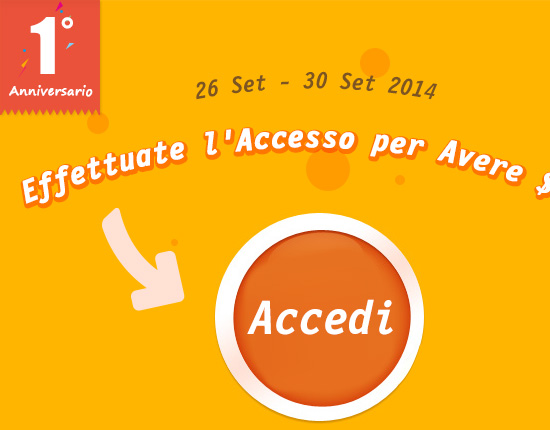 1°
Anniversario
26 Set - 30 Set 2014
Effettuate l'Accesso per Avere $
Accedi